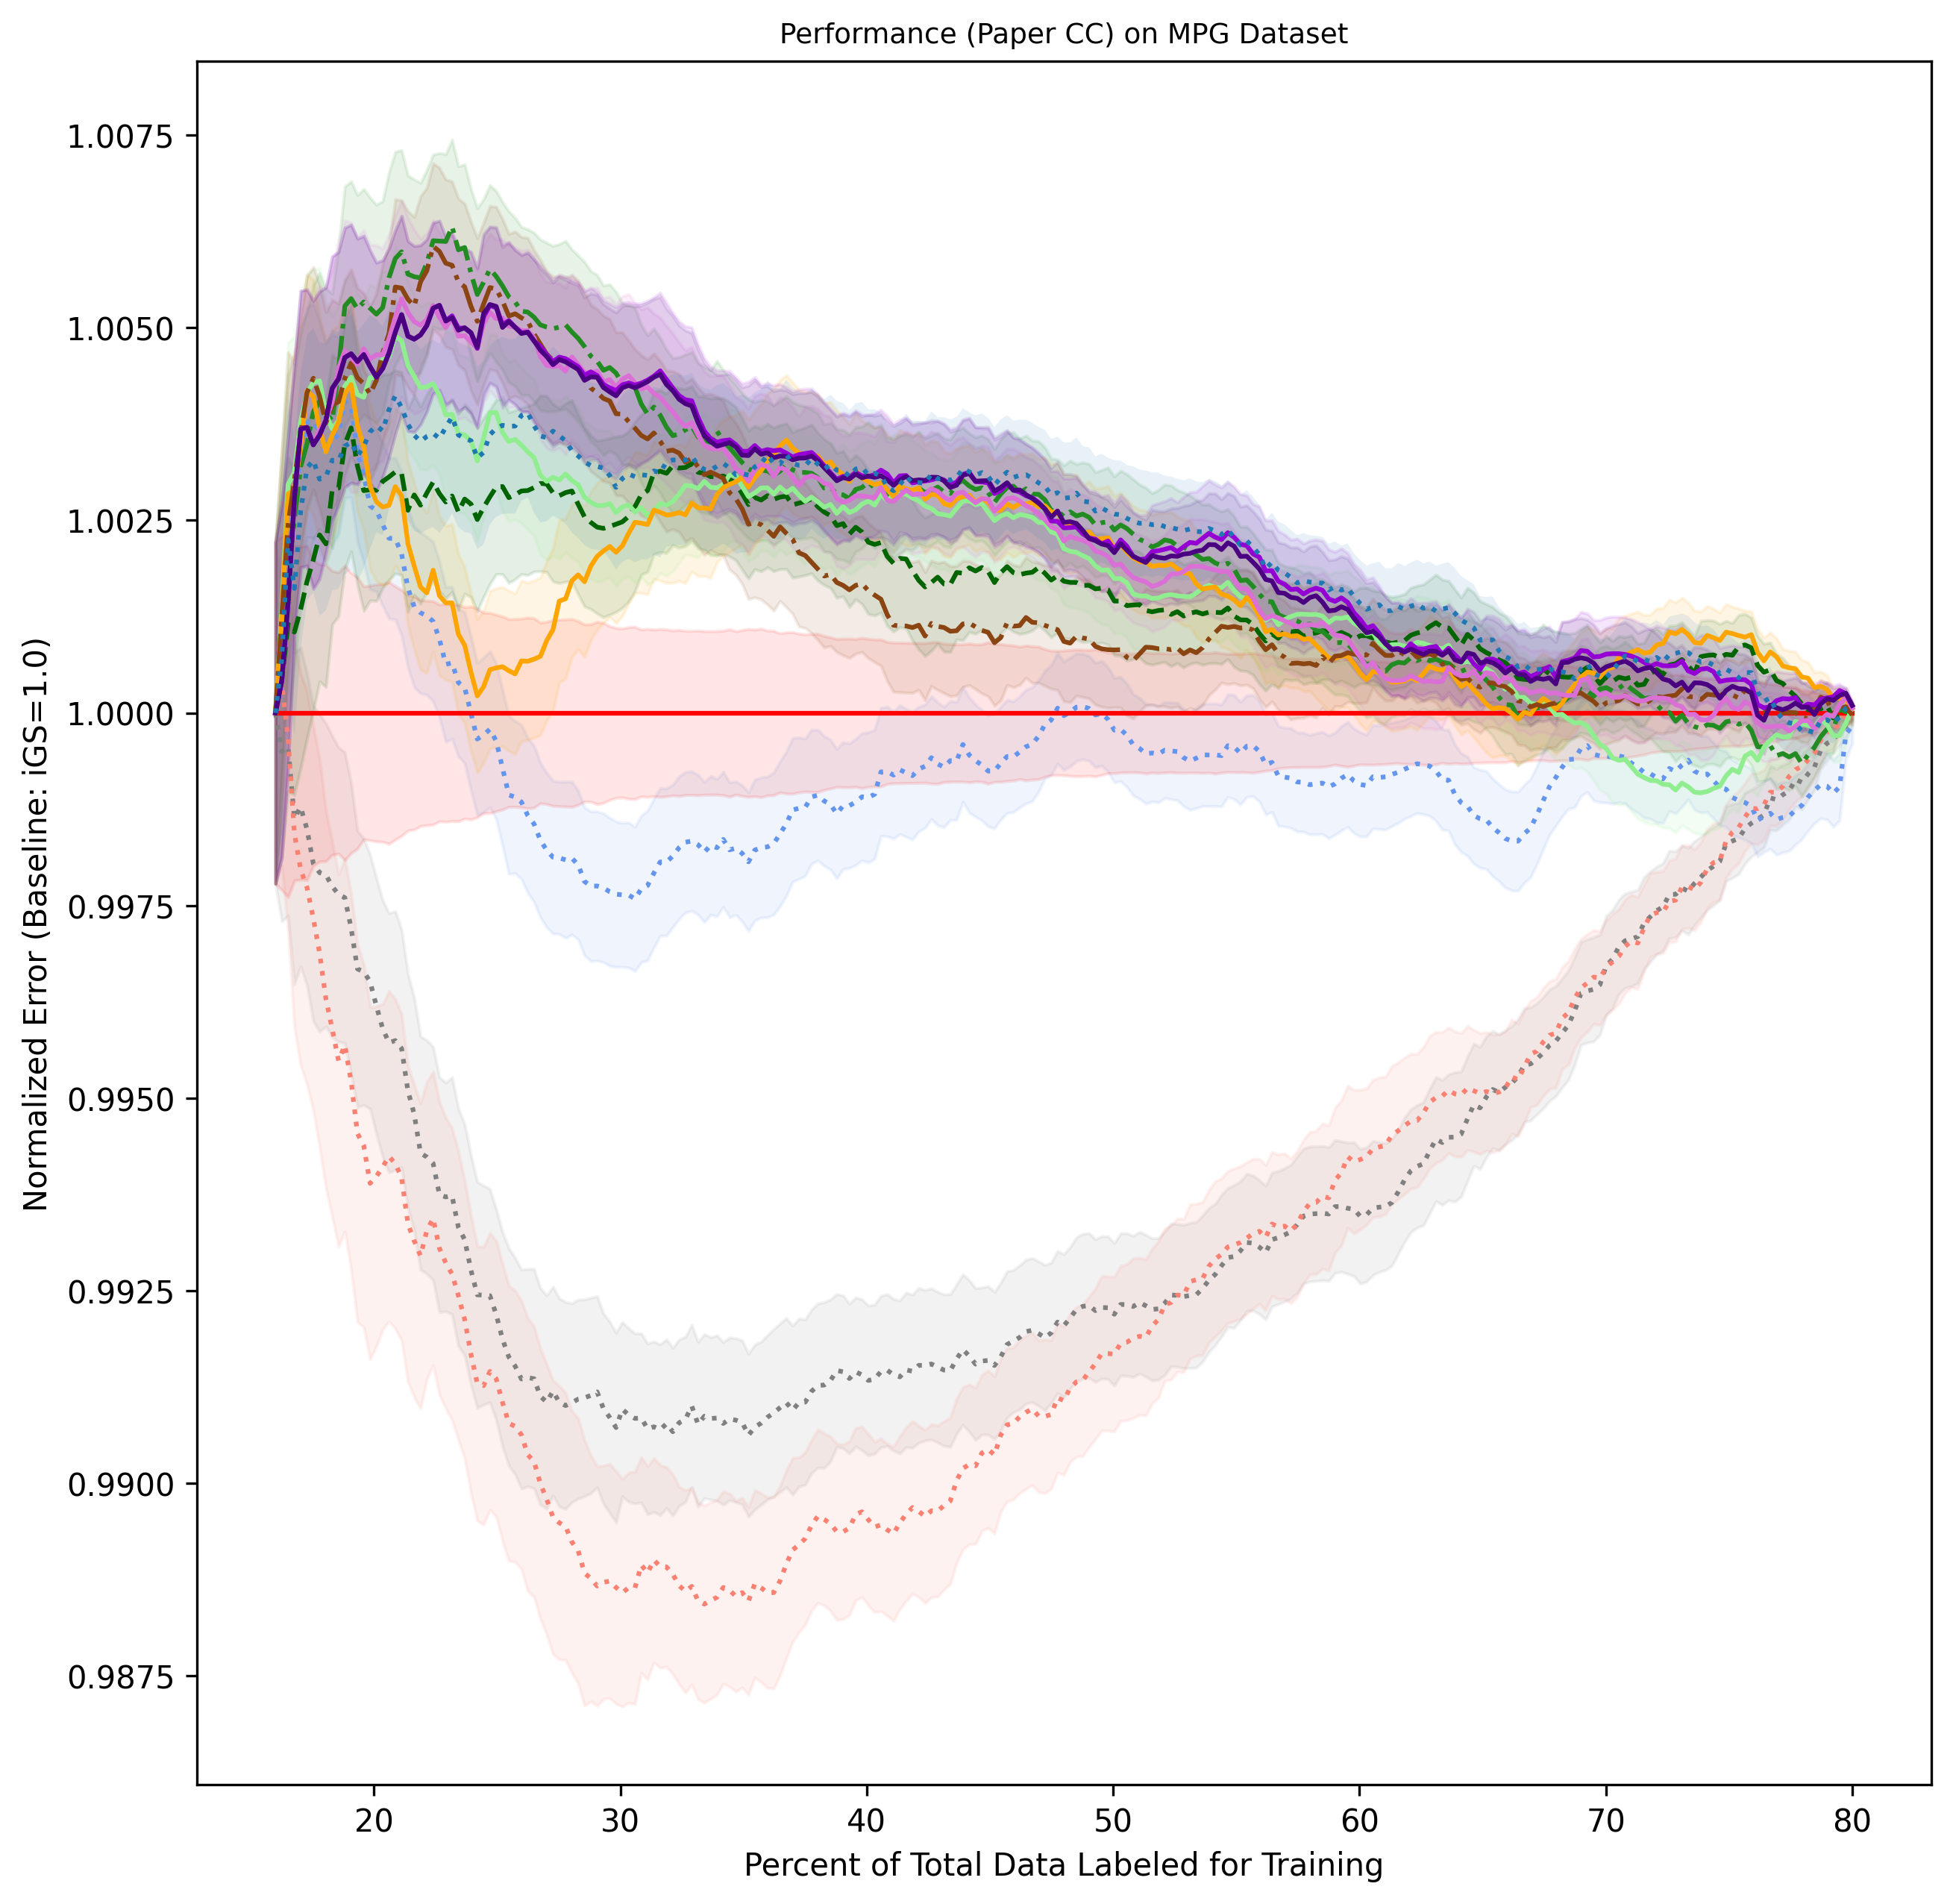 Performance (Paper CC) on MPG Dataset
Normalized Error (Baseline: iGS=1.0)
1.0075
1.0050
1.0025
1.0000
0.9975
0.9950
0.9925
0.9900
0.9875
20 30 40 50 60 70 80
Percent of Total Data Labeled for Training